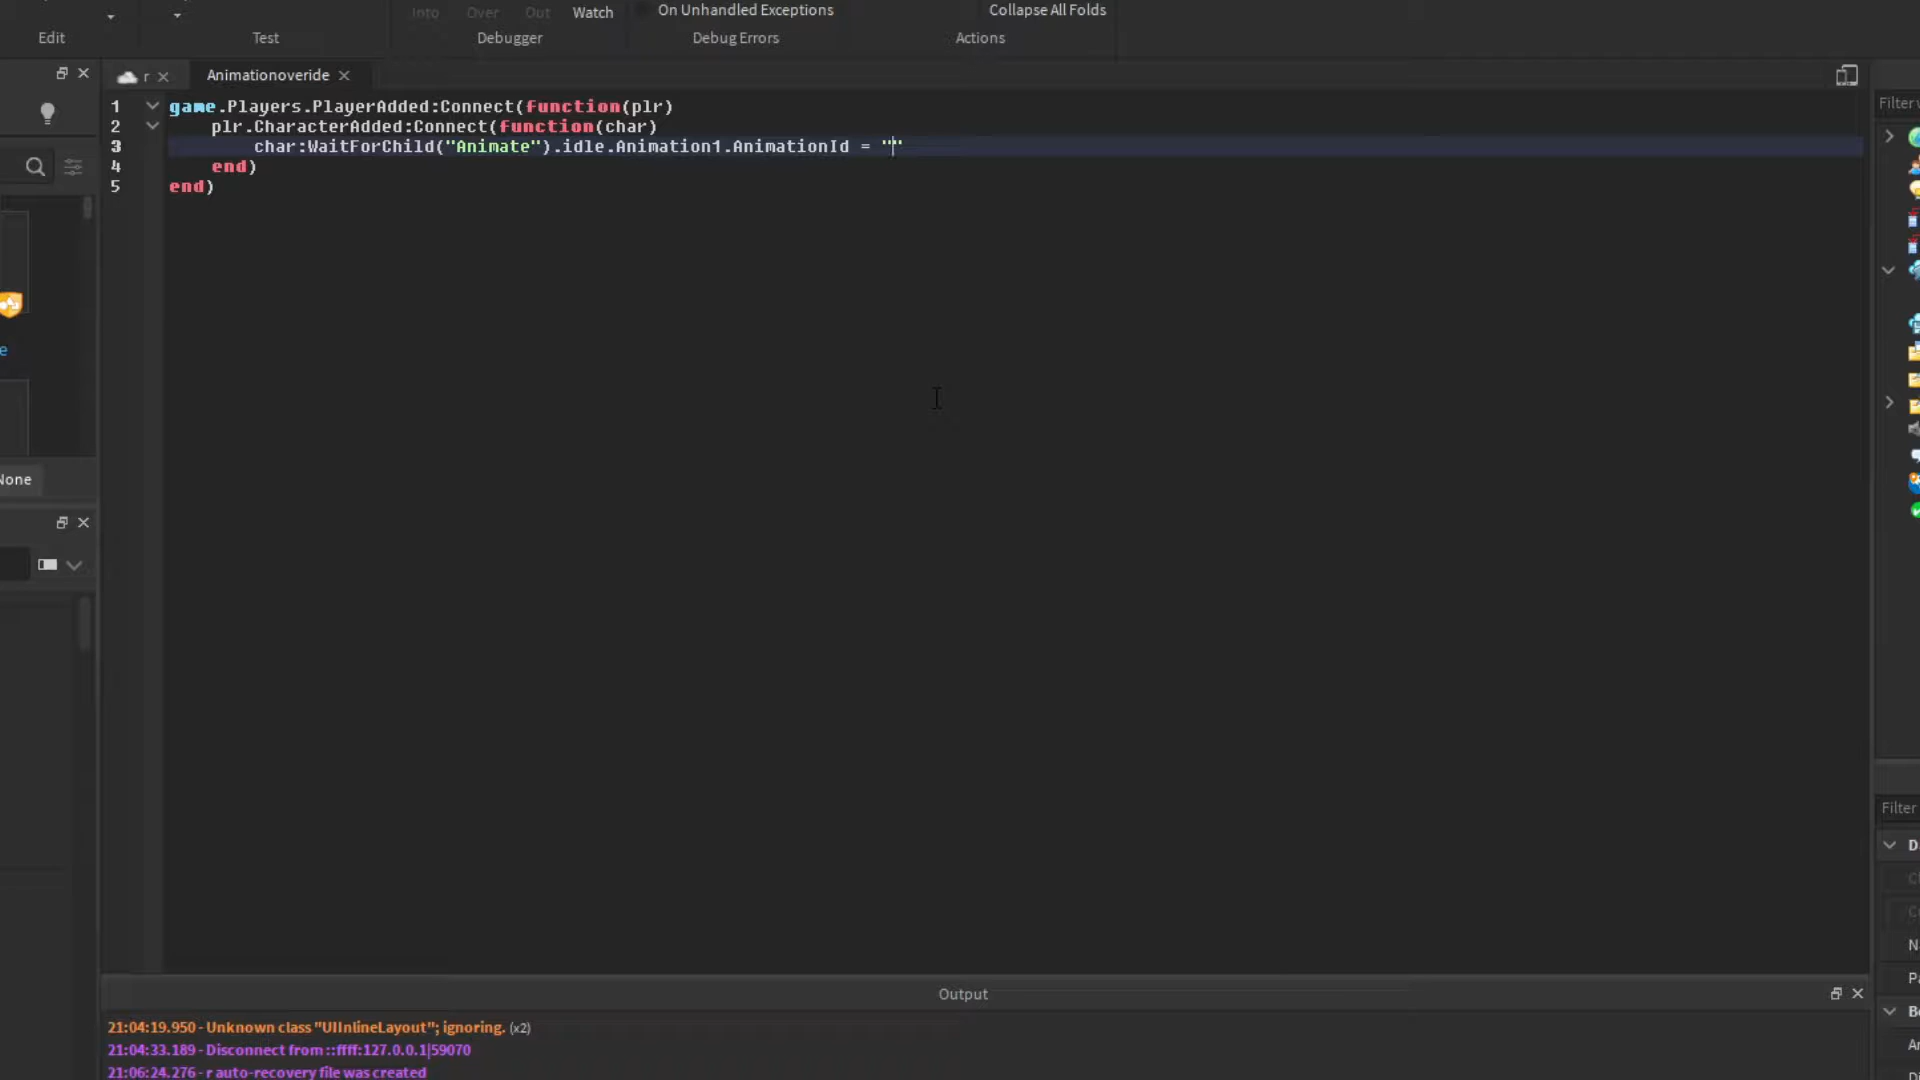 Into Over Out Watch On Unhandled Exceptions Collapse All Folds
Edit Test Debugger Debug Errors Actions
r Animationoveride
Filter
1 game.Players.PlayerAdded:Connect(function(plr)
2 plr.CharacterAdded:Connect(function(char)
3 char:WaitForChild("Animate").idle.Animation1.AnimationId = ""
4 end)
5 end)
e
None
Filter
D
N
Pa
Be
Output
21:04:19.950 - Unknown class "UIInlineLayout"; ignoring. (x2)
21:04:33.189 - Disconnect from ::ffff:127.0.0.1|59070
21:06:24.276 - r auto-recovery file was created